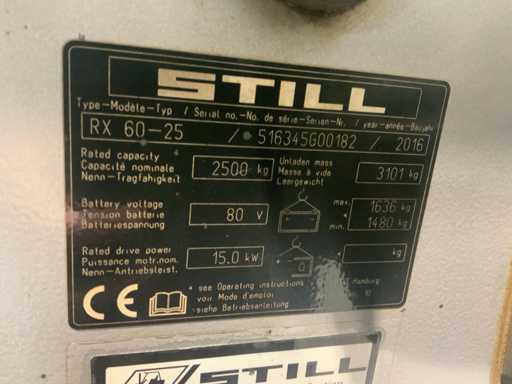 STILL
Type-Modèle-Typ / Serial no.-No. de série-Serien-Nr. / year-année-Baujahr
RX 60-25 / 516345G00182 / 2016
Rated capacity
Capacité nominale
Nenn-Tragfähigkeit
2500 kg
Unladen mass
Masse à vide
Leergewicht
3101 kg
Battery voltage
Tension batterie
Batteriespannung
80 V
max. 1636 kg
min. 1480 kg
Rated drive power
Puissance motr.nom.
Nenn-Antriebsleist.
15.0 kW
Q
kg
* see Operating instructions
voir Mode d'emploi
siehe Betriebsanleitung
Hamburg
CE
STILL